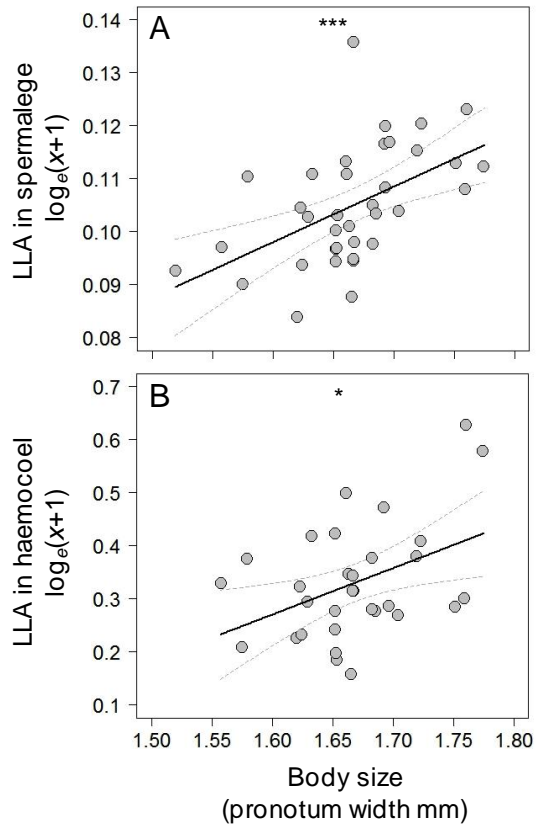 A
***
LLA in spermalege
logₑ(x+1)
0.14
0.13
0.12
0.11
0.10
0.09
0.08
B
*
LLA in haemocoel
logₑ(x+1)
0.7
0.6
0.5
0.4
0.3
0.2
0.1
1.50 1.55 1.60 1.65 1.70 1.75 1.80
Body size
(pronotum width mm)